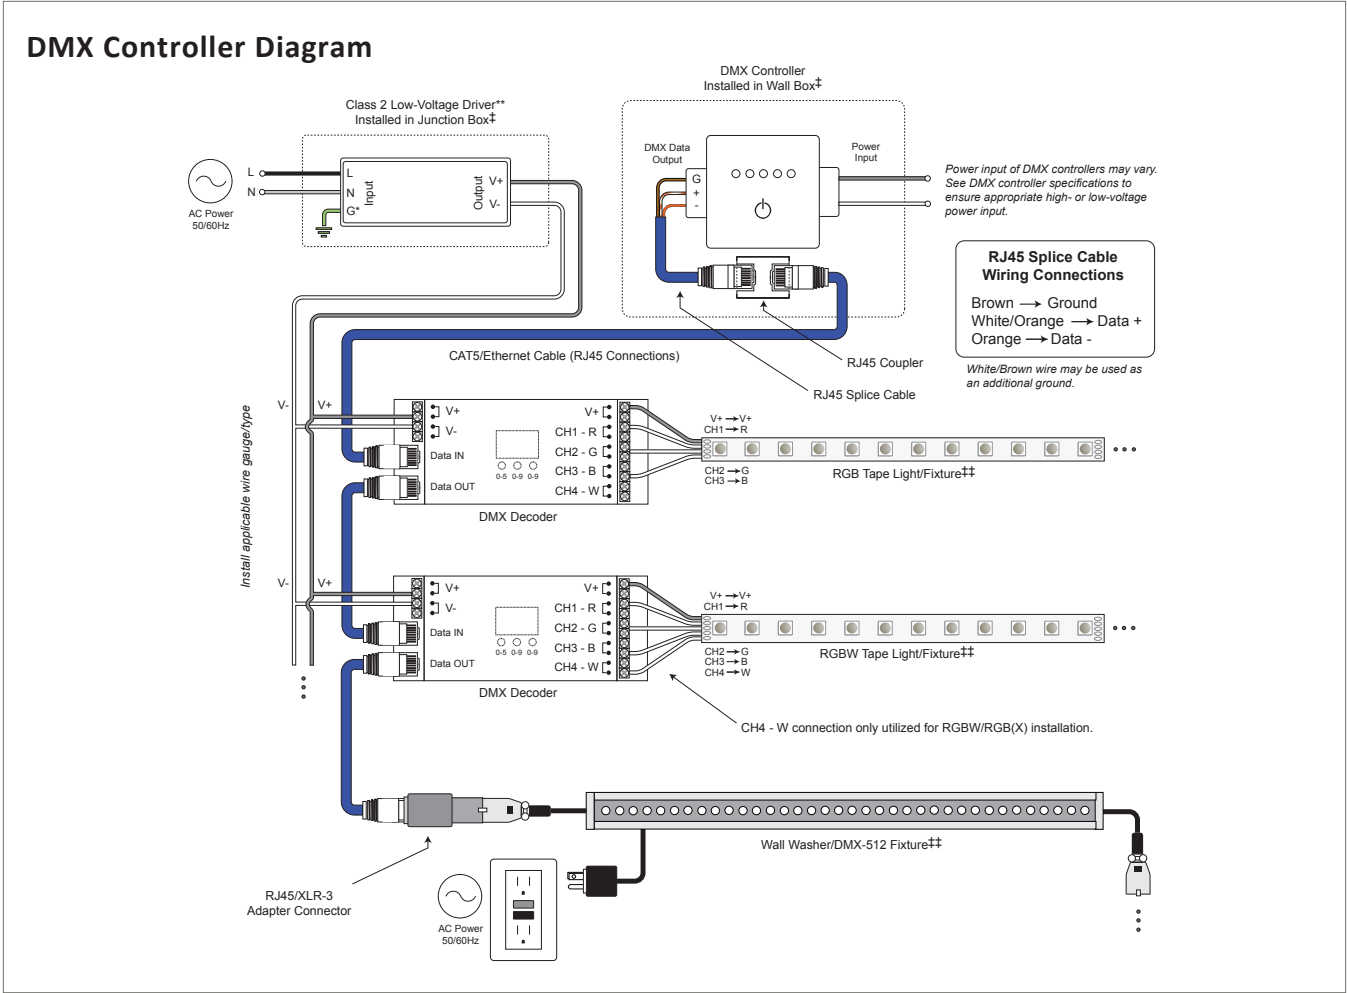 DMX Controller Diagram
DMX Controller
Installed in Wall Box‡
Class 2 Low-Voltage Driver**
Installed in Junction Box‡
DMX Data
Output
Power
Input
G
+
-
Power input of DMX controllers may vary.
See DMX controller specifications to
ensure appropriate high- or low-voltage
power input.
L
N
AC Power
50/60Hz
L
N
G*
Input
Output
V+
V-
RJ45 Splice Cable
Wiring Connections
Brown → Ground
White/Orange → Data +
Orange → Data -
White/Brown wire may be used as
an additional ground.
CAT5/Ethernet Cable (RJ45 Connections)
RJ45 Coupler
RJ45 Splice Cable
Install applicable wire gauge/type
V-
V+
V+
V-
Data IN
Data OUT
0-5 0-9 0-9
V+
CH1 - R
CH2 - G
CH3 - B
CH4 - W
DMX Decoder
V+→V+
CH1→R
CH2→G
CH3→B
RGB Tape Light/Fixture‡‡
V-
V+
V+
V-
Data IN
Data OUT
0-5 0-9 0-9
V+
CH1 - R
CH2 - G
CH3 - B
CH4 - W
DMX Decoder
V+→V+
CH1→R
CH2→G
CH3→B
CH4→W
RGBW Tape Light/Fixture‡‡
CH4 - W connection only utilized for RGBW/RGB(X) installation.
Wall Washer/DMX-512 Fixture‡‡
RJ45/XLR-3
Adapter Connector
AC Power
50/60Hz